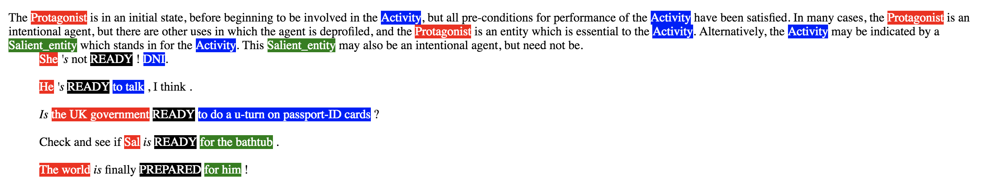 The Protagonist is in an initial state, before beginning to be involved in the Activity, but all pre-conditions for performance of the Activity have been satisfied. In many cases, the Protagonist is an
intentional agent, but there are other uses in which the agent is deprofiled, and the Protagonist is an entity which is essential to the Activity. Alternatively, the Activity may be indicated by a
Salient_entity which stands in for the Activity. This Salient_entity may also be an intentional agent, but need not be.
She 's not READY ! DNI.
He 's READY to talk , I think .
Is the UK government READY to do a u-turn on passport-ID cards ?
Check and see if Sal is READY for the bathtub .
The world is finally PREPARED for him !